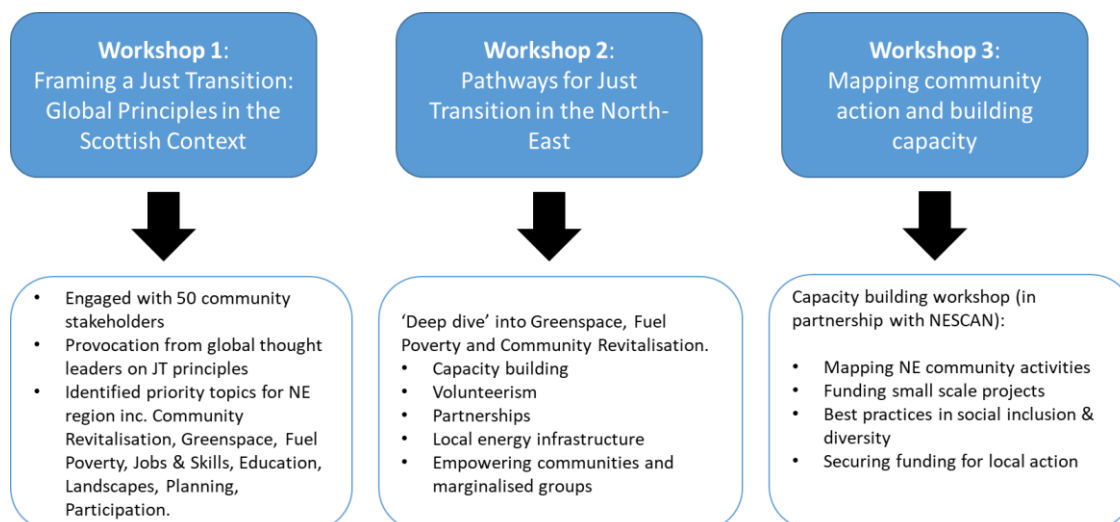 Workshop 1:
Framing a Just Transition:
Global Principles in the
Scottish Context
Workshop 2:
Pathways for Just
Transition in the North-
East
Workshop 3:
Mapping community
action and building
capacity
• Engaged with 50 community
stakeholders
• Provocation from global thought
leaders on JT principles
• Identified priority topics for NE
region inc. Community
Revitalisation, Greenspace, Fuel
Poverty, Jobs & Skills, Education,
Landscapes, Planning,
Participation.
‘Deep dive’ into Greenspace, Fuel
Poverty and Community Revitalisation.
• Capacity building
• Volunteerism
• Partnerships
• Local energy infrastructure
• Empowering communities and
marginalised groups
Capacity building workshop (in
partnership with NESCAN):
• Mapping NE community activities
• Funding small scale projects
• Best practices in social inclusion &
diversity
• Securing funding for local action